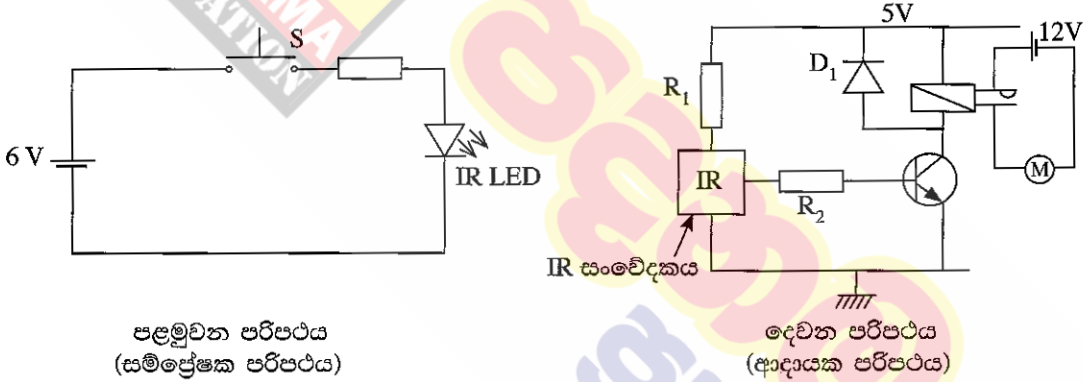 S
6 V
IR LED
5V
12V
D1
R1
IR
R2
M
IR සංවේදකය
පළමුවන පරිපථය
(සම්ප්‍රේෂක පරිපථය)
දෙවන පරිපථය
(ආදායක පරිපථය)